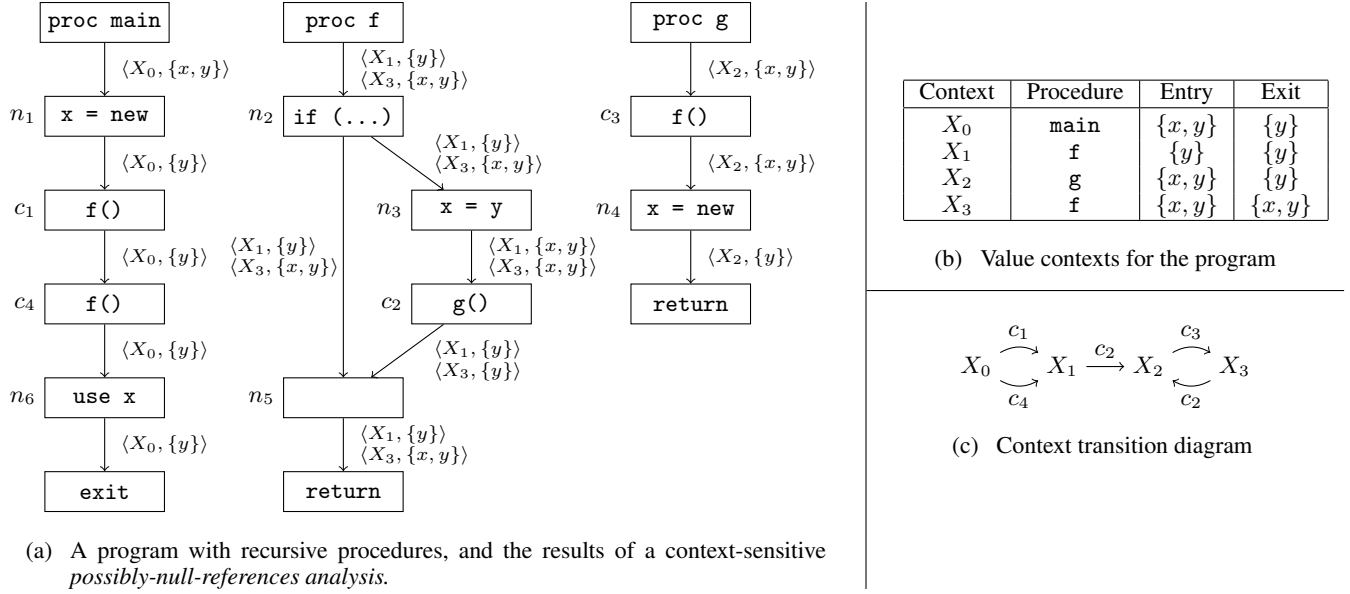 proc main
⟨X₀, {x, y}⟩
n₁ x = new
⟨X₀, {y}⟩
c₁ f()
⟨X₀, {y}⟩
c₄ f()
⟨X₀, {y}⟩
n₆ use x
⟨X₀, {y}⟩
exit
proc f
⟨X₁, {y}⟩
⟨X₃, {x, y}⟩
n₂ if (...)
⟨X₁, {y}⟩
⟨X₃, {x, y}⟩
n₃ x = y
⟨X₁, {y}⟩
⟨X₃, {x, y}⟩
⟨X₁, {x, y}⟩
⟨X₃, {x, y}⟩
c₂ g()
⟨X₁, {y}⟩
⟨X₃, {y}⟩
n₅
⟨X₁, {y}⟩
⟨X₃, {x, y}⟩
return
proc g
⟨X₂, {x, y}⟩
c₃ f()
⟨X₂, {x, y}⟩
n₄ x = new
⟨X₂, {y}⟩
return
(a) A program with recursive procedures, and the results of a context-sensitive
possibly-null-references analysis.
Context Procedure Entry Exit
X₀ main {x, y} {y}
X₁ f {y} {y}
X₂ g {x, y} {y}
X₃ f {x, y} {x, y}
(b) Value contexts for the program
c₁ c₂ c₃
X₀ X₁ X₂ X₃
c₄ c₂
(c) Context transition diagram